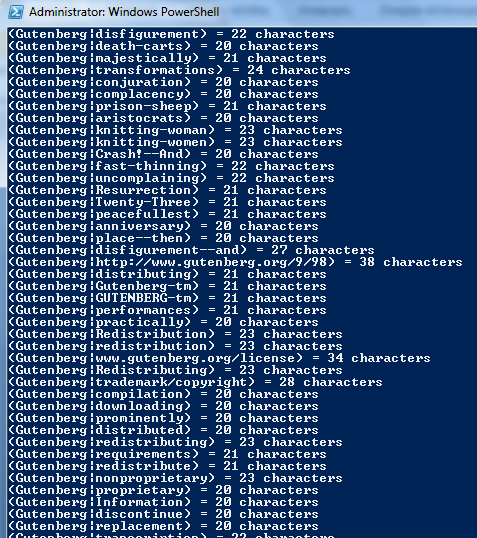 Administrator: Windows PowerShell
(Gutenberg¦disfigurement) = 22 characters
(Gutenberg¦death-carts) = 20 characters
(Gutenberg¦majestically) = 21 characters
(Gutenberg¦transformations) = 24 characters
(Gutenberg¦conjuration) = 20 characters
(Gutenberg¦complacency) = 20 characters
(Gutenberg¦prison-sheep) = 21 characters
(Gutenberg¦aristocrats) = 20 characters
(Gutenberg¦knitting-woman) = 23 characters
(Gutenberg¦knitting-women) = 23 characters
(Gutenberg¦Crash!--And) = 20 characters
(Gutenberg¦fast-thinning) = 22 characters
(Gutenberg¦uncomplaining) = 22 characters
(Gutenberg¦Resurrection) = 21 characters
(Gutenberg¦Twenty-Three) = 21 characters
(Gutenberg¦peacefullest) = 21 characters
(Gutenberg¦anniversary) = 20 characters
(Gutenberg¦place--then) = 20 characters
(Gutenberg¦disfigurement--and) = 27 characters
(Gutenberg¦http://www.gutenberg.org/9/98) = 38 characters
(Gutenberg¦distributing) = 21 characters
(Gutenberg¦Gutenberg-tm) = 21 characters
(Gutenberg¦GUTENBERG-tm) = 21 characters
(Gutenberg¦performances) = 21 characters
(Gutenberg¦practically) = 20 characters
(Gutenberg¦Redistribution) = 23 characters
(Gutenberg¦redistribution) = 23 characters
(Gutenberg¦www.gutenberg.org/license) = 34 characters
(Gutenberg¦Redistributing) = 23 characters
(Gutenberg¦trademark/copyright) = 28 characters
(Gutenberg¦compilation) = 20 characters
(Gutenberg¦downloading) = 20 characters
(Gutenberg¦prominently) = 20 characters
(Gutenberg¦distributed) = 20 characters
(Gutenberg¦redistributing) = 23 characters
(Gutenberg¦requirements) = 21 characters
(Gutenberg¦redistribute) = 21 characters
(Gutenberg¦nonproprietary) = 23 characters
(Gutenberg¦proprietary) = 20 characters
(Gutenberg¦Information) = 20 characters
(Gutenberg¦discontinue) = 20 characters
(Gutenberg¦replacement) = 20 characters
(Gutenberg¦transcription) = 22 characters